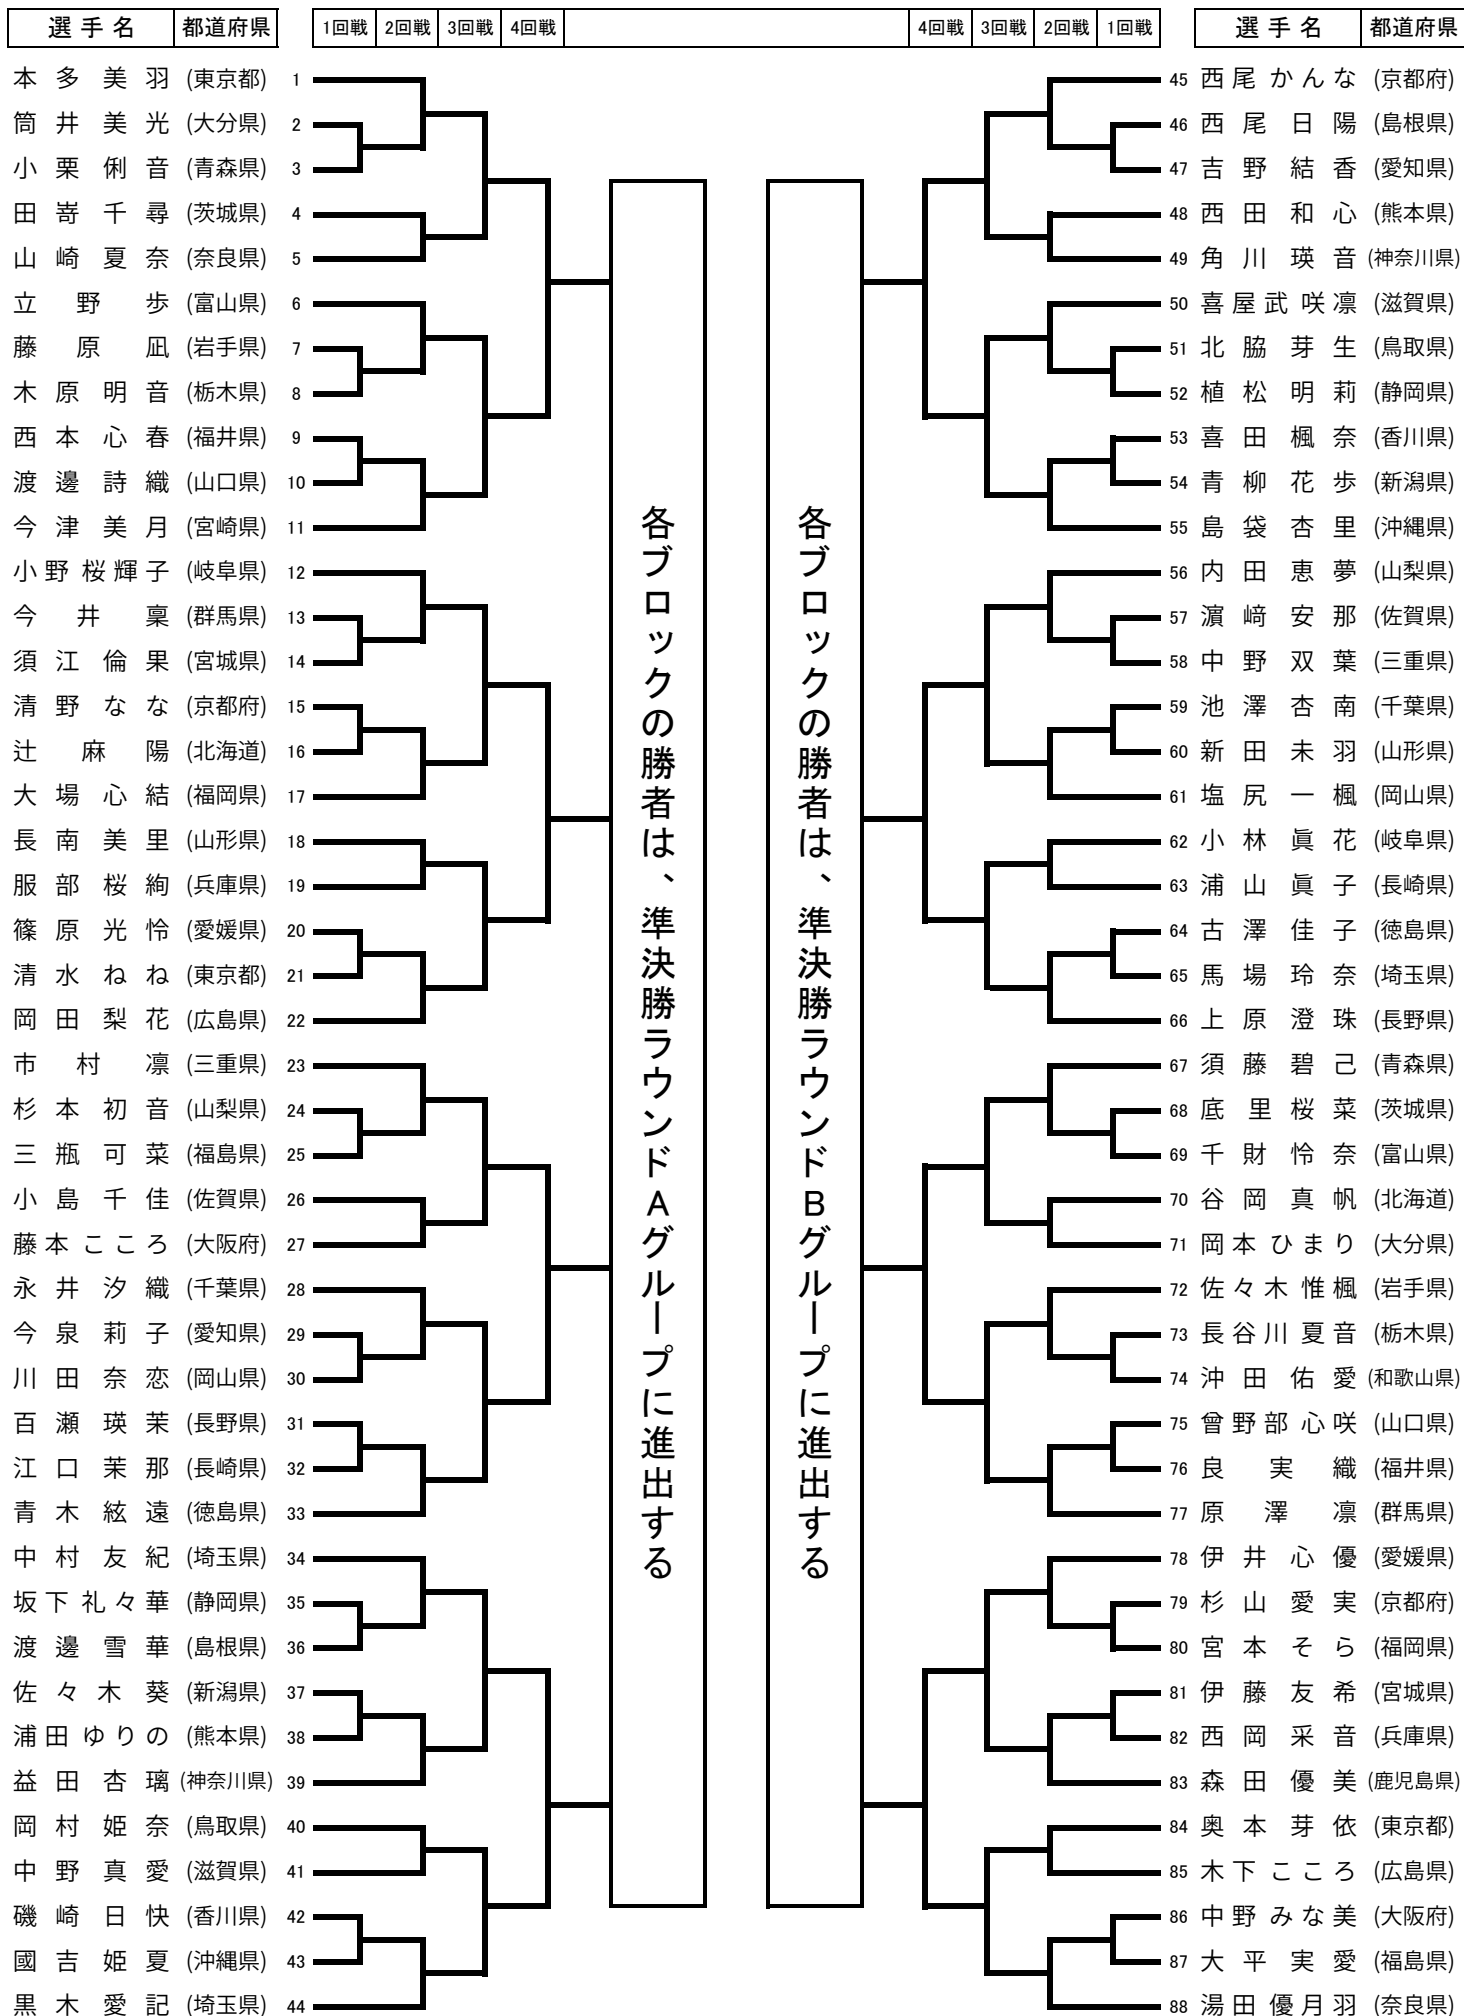 選手名 都道府県 1回戦 2回戦 3回戦 4回戦 4回戦 3回戦 2回戦 1回戦 選手名 都道府県
本多美羽 (東京都) 1
筒井美光 (大分県) 2
小栗俐音 (青森県) 3
田嵜千尋 (茨城県) 4
山崎夏奈 (奈良県) 5
立野歩 (富山県) 6
藤原凪 (岩手県) 7
木原明音 (栃木県) 8
西本心春 (福井県) 9
渡邊詩織 (山口県) 10
今津美月 (宮崎県) 11
小野桜輝子 (岐阜県) 12
今井稟 (群馬県) 13
須江倫果 (宮城県) 14
清野なな (京都府) 15
辻麻陽 (北海道) 16
大場心結 (福岡県) 17
長南美里 (山形県) 18
服部桜絢 (兵庫県) 19
篠原光怜 (愛媛県) 20
清水ねね (東京都) 21
岡田梨花 (広島県) 22
市村凛 (三重県) 23
杉本初音 (山梨県) 24
三瓶可菜 (福島県) 25
小島千佳 (佐賀県) 26
藤本こころ (大阪府) 27
永井汐織 (千葉県) 28
今泉莉子 (愛知県) 29
川田奈恋 (岡山県) 30
百瀬瑛茉 (長野県) 31
江口茉那 (長崎県) 32
青木絃遠 (徳島県) 33
中村友紀 (埼玉県) 34
坂下礼々華 (静岡県) 35
渡邊雪華 (島根県) 36
佐々木葵 (新潟県) 37
浦田ゆりの (熊本県) 38
益田杏璃 (神奈川県) 39
岡村姫奈 (鳥取県) 40
中野真愛 (滋賀県) 41
磯崎日快 (香川県) 42
國吉姫夏 (沖縄県) 43
黒木愛記 (埼玉県) 44
各ブロックの勝者は、準決勝ラウンドAグループに進出する
各ブロックの勝者は、準決勝ラウンドBグループに進出する
45 西尾かんな (京都府)
46 西尾日陽 (島根県)
47 吉野結香 (愛知県)
48 西田和心 (熊本県)
49 角川瑛音 (神奈川県)
50 喜屋武咲凛 (滋賀県)
51 北脇芽生 (鳥取県)
52 植松明莉 (静岡県)
53 喜田楓奈 (香川県)
54 青柳花歩 (新潟県)
55 島袋杏里 (沖縄県)
56 内田恵夢 (山梨県)
57 濵﨑安那 (佐賀県)
58 中野双葉 (三重県)
59 池澤杏南 (千葉県)
60 新田未羽 (山形県)
61 塩尻一楓 (岡山県)
62 小林眞花 (岐阜県)
63 浦山眞子 (長崎県)
64 古澤佳子 (徳島県)
65 馬場玲奈 (埼玉県)
66 上原澄珠 (長野県)
67 須藤碧己 (青森県)
68 底里桜菜 (茨城県)
69 千財怜奈 (富山県)
70 谷岡真帆 (北海道)
71 岡本ひまり (大分県)
72 佐々木惟楓 (岩手県)
73 長谷川夏音 (栃木県)
74 沖田佑愛 (和歌山県)
75 曾野部心咲 (山口県)
76 良実織 (福井県)
77 原澤凛 (群馬県)
78 伊井心優 (愛媛県)
79 杉山愛実 (京都府)
80 宮本そら (福岡県)
81 伊藤友希 (宮城県)
82 西岡采音 (兵庫県)
83 森田優美 (鹿児島県)
84 奥本芽依 (東京都)
85 木下こころ (広島県)
86 中野みな美 (大阪府)
87 大平実愛 (福島県)
88 湯田優月羽 (奈良県)